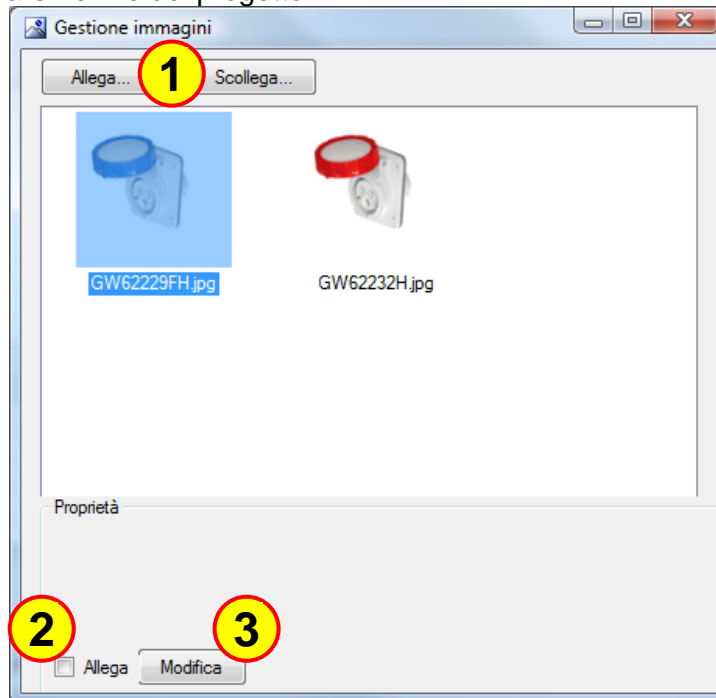 Gestione immagini
Allega... 1 Scollega...
GW62229FH.jpg GW62232H.jpg
Proprietà
2 3
Allega Modifica